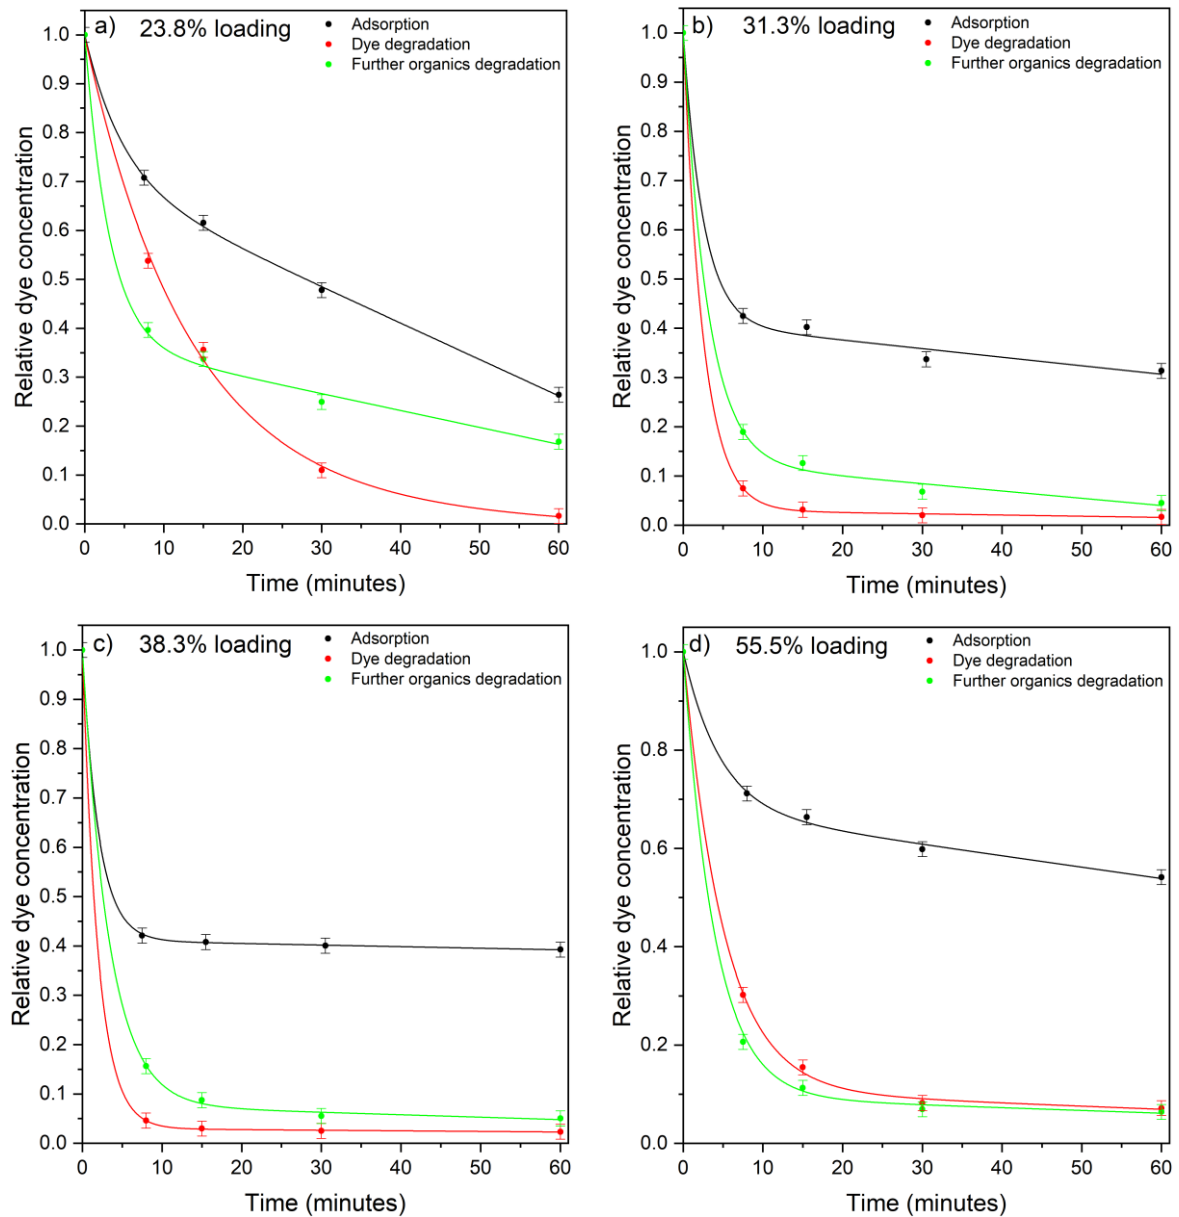 a) 23.8% loading
Adsorption
Dye degradation
Further organics degradation
1.0
0.9
0.8
0.7
0.6
0.5
0.4
0.3
0.2
0.1
0.0
Relative dye concentration
0 10 20 30 40 50 60
Time (minutes)
b) 31.3% loading
Adsorption
Dye degradation
Further organics degradation
1.0
0.9
0.8
0.7
0.6
0.5
0.4
0.3
0.2
0.1
0.0
Relative dye concentration
0 10 20 30 40 50 60
Time (minutes)
c) 38.3% loading
Adsorption
Dye degradation
Further organics degradation
1.0
0.9
0.8
0.7
0.6
0.5
0.4
0.3
0.2
0.1
0.0
Relative dye concentration
0 10 20 30 40 50 60
Time (minutes)
d) 55.5% loading
Adsorption
Dye degradation
Further organics degradation
1.0
0.8
0.6
0.4
0.2
0.0
Relative dye concentration
0 10 20 30 40 50 60
Time (minutes)